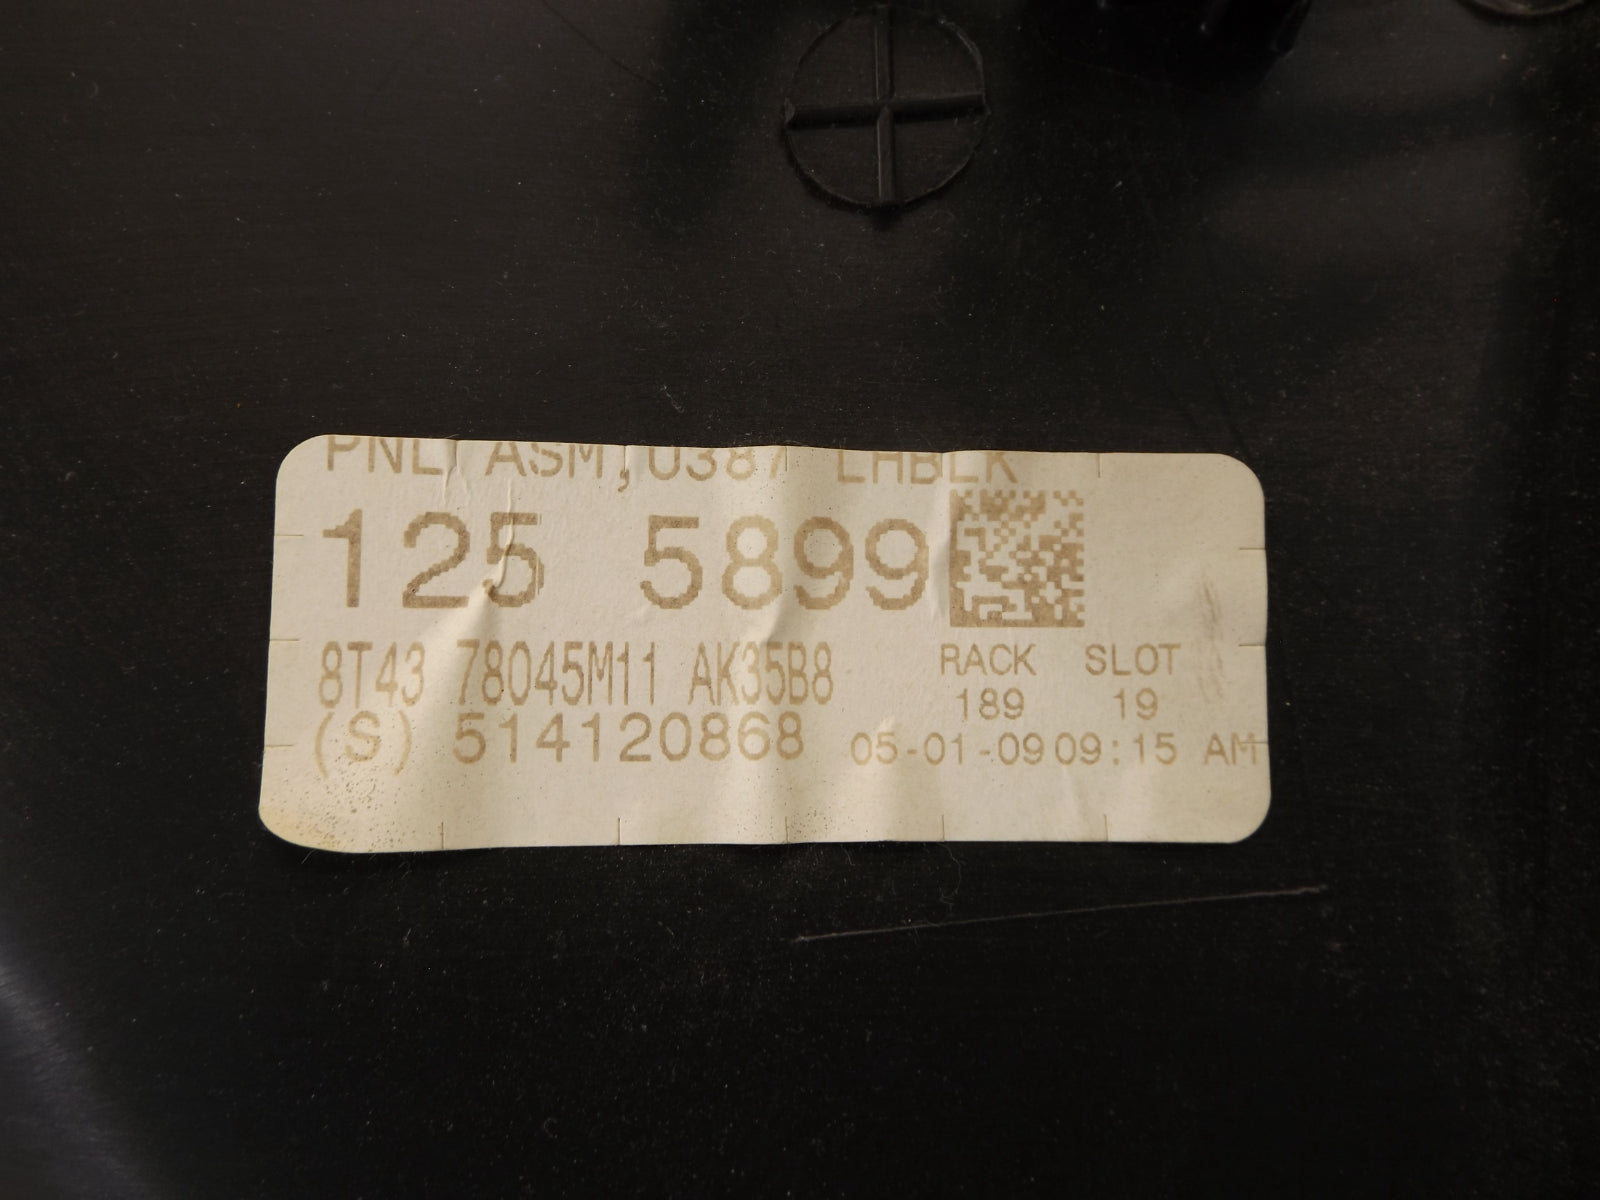 PNL ASM,U387 LHBLK
125 5899
8T43 78045M11 AK35B8
RACK SLOT
189 19
(S) 514120868
05-01-09 09:15 AM